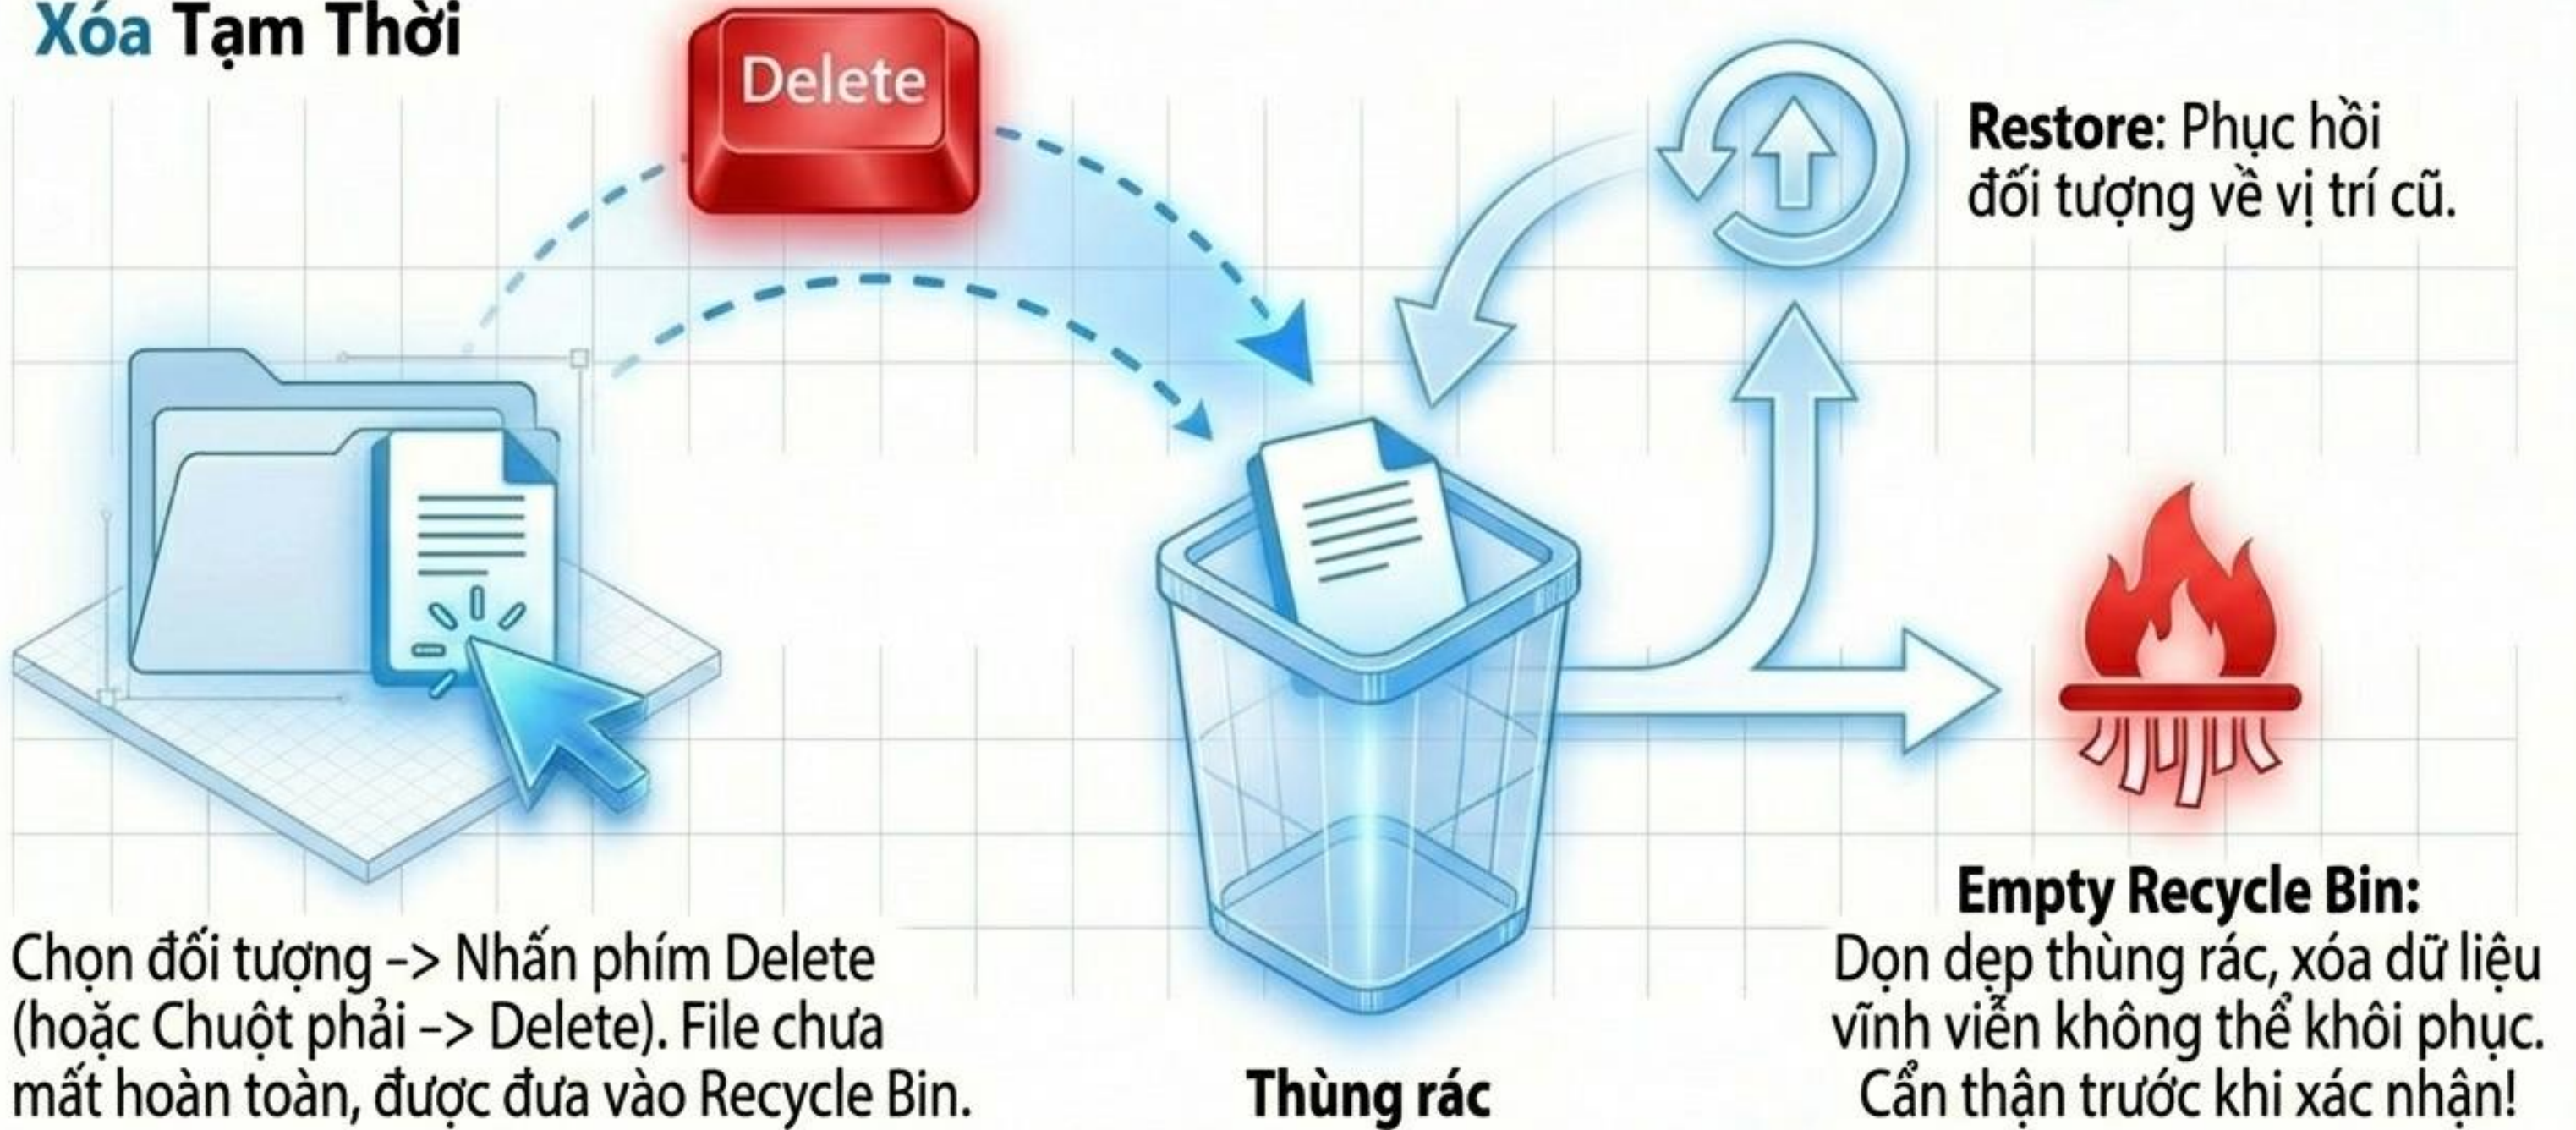 Xóa Tạm Thời
Delete
Restore: Phục hồi
đối tượng về vị trí cũ.
Chọn đối tượng –> Nhấn phím Delete
(hoặc Chuột phải –> Delete). File chưa
mất hoàn toàn, được đưa vào Recycle Bin.
Thùng rác
Empty Recycle Bin:
Dọn dẹp thùng rác, xóa dữ liệu
vĩnh viễn không thể khôi phục.
Cẩn thận trước khi xác nhận!